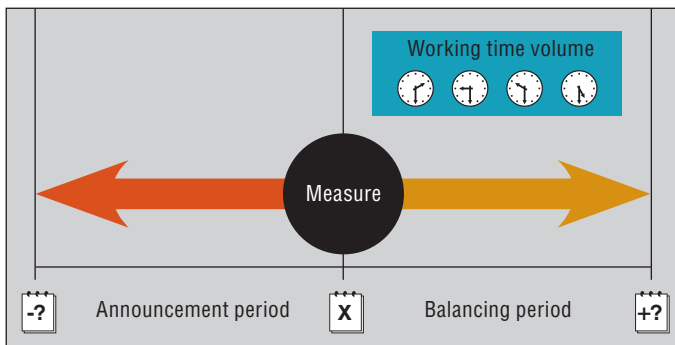 Working time volume
Measure
-? Announcement period X Balancing period +?